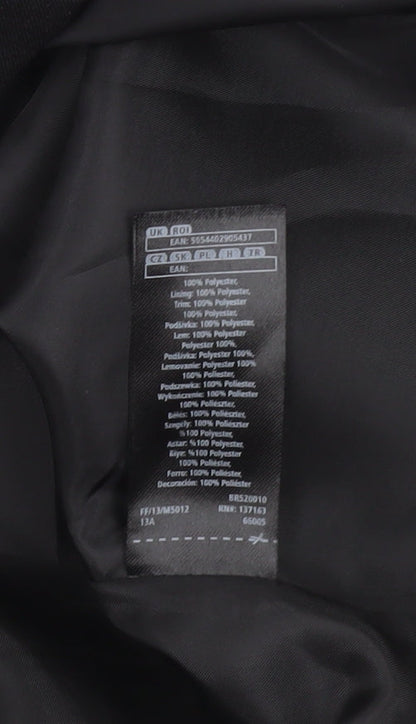 UK ROI
EAN: 5054402905437
CZ SK PL H TR
EAN:
100% Polyester,
Lining: 100% Polyester,
Trim: 100% Polyester
100% Polyester,
Podšívka: 100% Polyester,
Lem: 100% Polyester
Polyester 100%,
Podšívka: Polyester 100%,
Lemovanie: Polyester 100%
100% Poliester,
Podszewka: 100% Poliester,
Wykończenie: 100% Poliester
100% Poliészter,
Bélés: 100% Poliészter,
Szegély: 100% Poliészter
%100 Polyester,
Astar: %100 Polyester,
Biye: %100 Polyester
100% Poliéster,
Forro: 100% Poliéster,
Decoración: 100% Poliéster
BR520010
FF/13/M5012 RN#: 137163
13A 66005